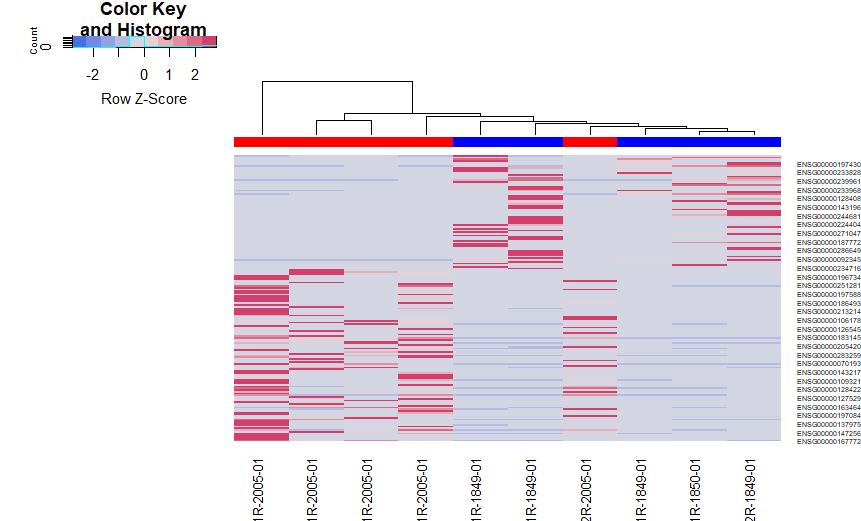 Color Key
and Histogram
Count
0
-2 0 1 2
Row Z-Score
ENSG00000197430
ENSG00000233828
ENSG00000239961
ENSG00000233968
ENSG00000128408
ENSG00000143196
ENSG00000244681
ENSG00000224404
ENSG00000271047
ENSG00000187772
ENSG00000286649
ENSG00000092345
ENSG00000234716
ENSG00000196734
ENSG00000251281
ENSG00000197588
ENSG00000186493
ENSG00000213214
ENSG00000106178
ENSG00000126545
ENSG00000183145
ENSG00000205420
ENSG00000283259
ENSG00000070193
ENSG00000143217
ENSG00000109321
ENSG00000128422
ENSG00000127529
ENSG00000163464
ENSG00000197084
ENSG00000137975
ENSG00000147256
ENSG00000167772
1R-2005-01
1R-2005-01
1R-2005-01
1R-2005-01
1R-1849-01
1R-1849-01
2R-2005-01
1R-1849-01
1R-1850-01
2R-1849-01